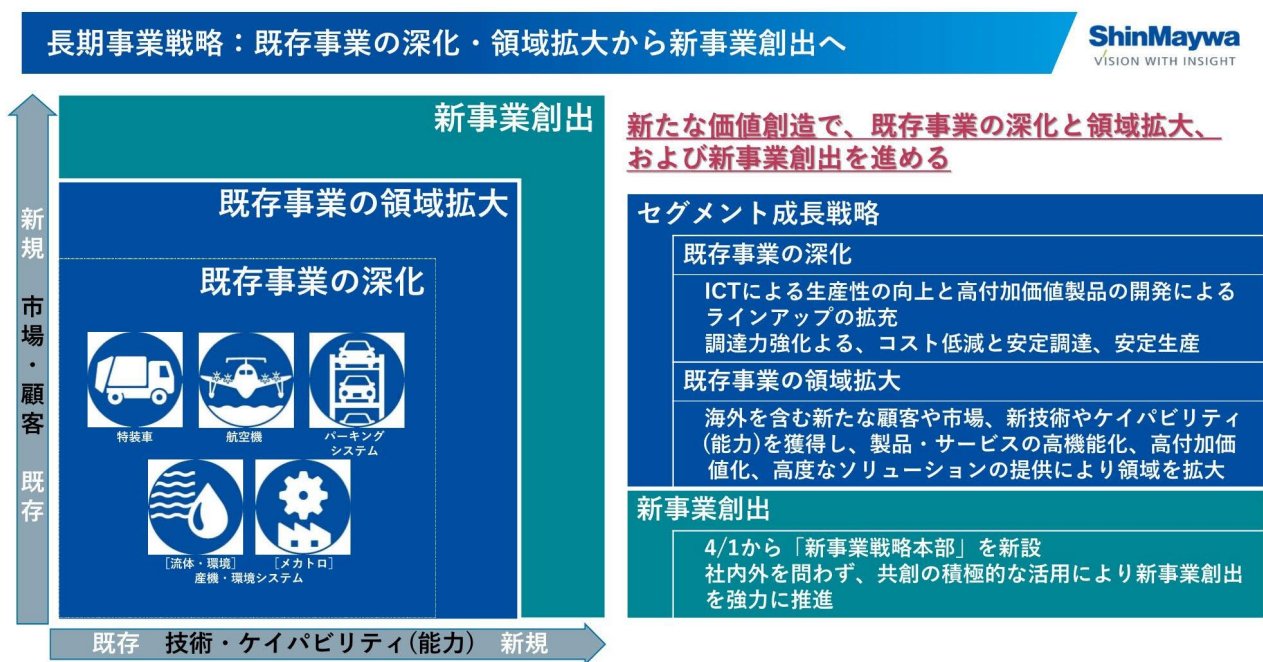 長期事業戦略：既存事業の深化・領域拡大から新事業創出へ
ShinMaywa
VISION WITH INSIGHT
新規 市場・顧客 既存
新事業創出
既存事業の領域拡大
既存事業の深化
特装車
航空機
パーキング
システム
[流体・環境]
[メカトロ]
産機・環境システム
既存 技術・ケイパビリティ(能力) 新規
新たな価値創造で、既存事業の深化と領域拡大、
および新事業創出を進める
セグメント成長戦略
既存事業の深化
ICTによる生産性の向上と高付加価値製品の開発による
ラインアップの拡充
調達力強化よる、コスト低減と安定調達、安定生産
既存事業の領域拡大
海外を含む新たな顧客や市場、新技術やケイパビリティ
(能力)を獲得し、製品・サービスの高機能化、高付加価
値化、高度なソリューションの提供により領域を拡大
新事業創出
4/1から「新事業戦略本部」を新設
社内外を問わず、共創の積極的な活用により新事業創出
を強力に推進